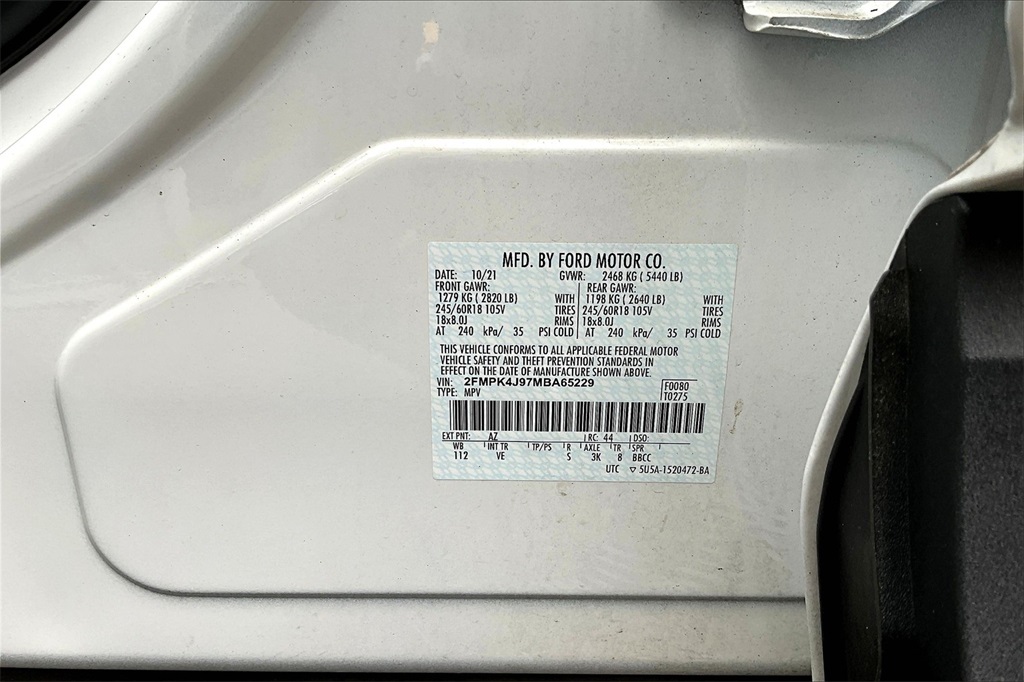 MFD. BY FORD MOTOR CO.
DATE: 10/21 GVWR: 2468 KG ( 5440 LB)
FRONT GAWR: REAR GAWR:
1279 KG ( 2820 LB) WITH 1198 KG ( 2640 LB) WITH
245/60R18 105V TIRES 245/60R18 105V TIRES
18x8.0J RIMS 18x8.0J RIMS
AT 240 kPa/ 35 PSI COLD AT 240 kPa/ 35 PSI COLD
THIS VEHICLE CONFORMS TO ALL APPLICABLE FEDERAL MOTOR
VEHICLE SAFETY AND THEFT PREVENTION STANDARDS IN
EFFECT ON THE DATE OF MANUFACTURE SHOWN ABOVE.
VIN: 2FMPK4J97MBA65229 F0080
TYPE: MPV T0275
EXT PNT: AZ RC: 44 DSO:
WB INT TR TP/PS R AXLE TR SPR
112 VE S 3K 8 BBCC
UTC ▽ 5U5A-1520472-BA